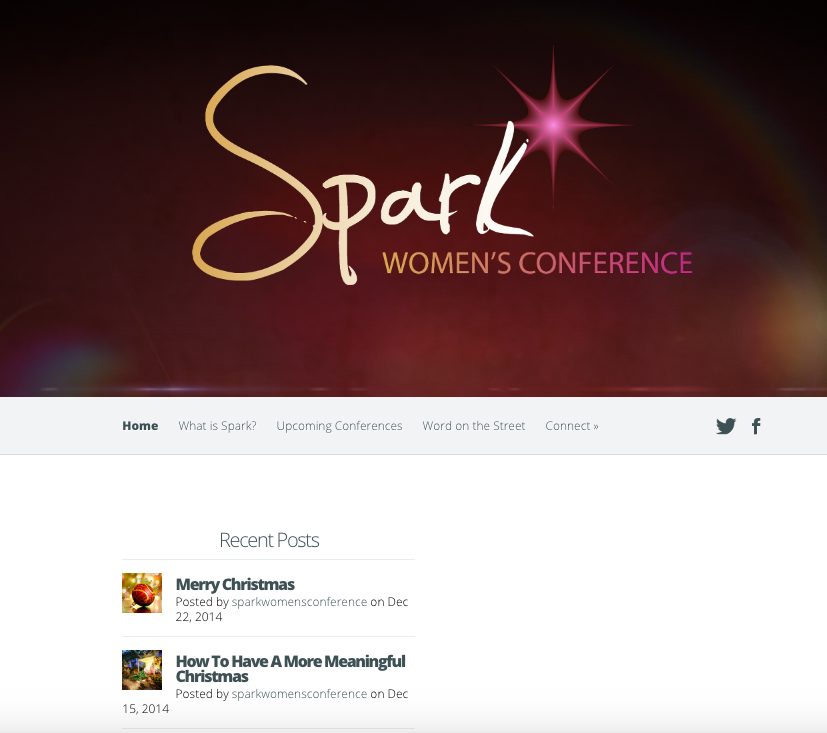 Spark
WOMEN'S CONFERENCE
Home What is Spark? Upcoming Conferences Word on the Street Connect »
Recent Posts
Merry Christmas
Posted by sparkwomensconference on Dec
22, 2014
How To Have A More Meaningful
Christmas
Posted by sparkwomensconference on Dec
15, 2014